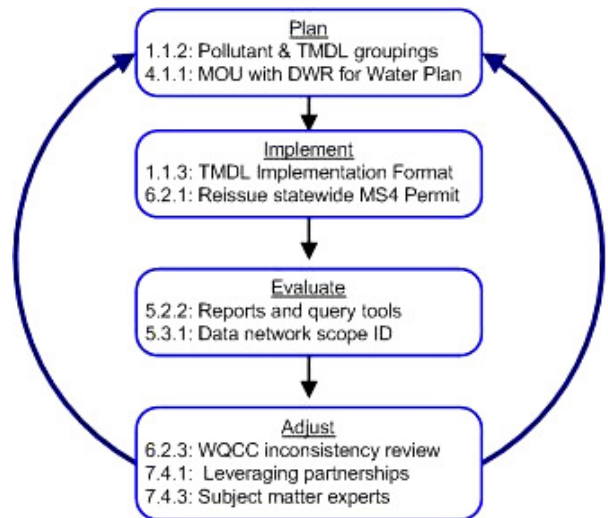 Plan
1.1.2: Pollutant & TMDL groupings
4.1.1: MOU with DWR for Water Plan
Implement
1.1.3: TMDL Implementation Format
6.2.1: Reissue statewide MS4 Permit
Evaluate
5.2.2: Reports and query tools
5.3.1: Data network scope ID
Adjust
6.2.3: WQCC inconsistency review
7.4.1: Leveraging partnerships
7.4.3: Subject matter experts